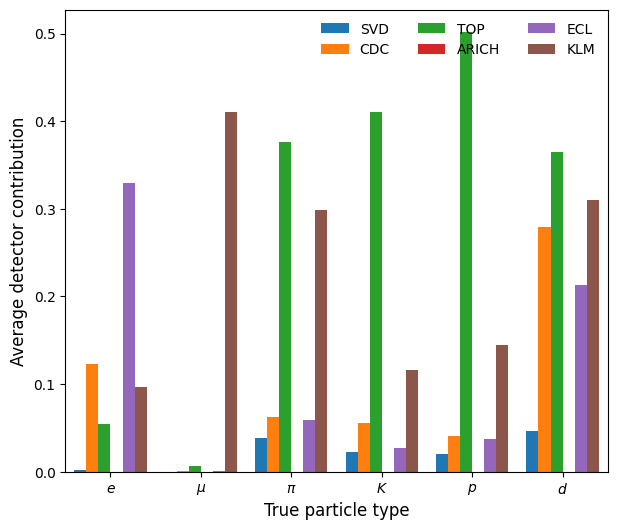 SVD TOP ECL
CDC ARICH KLM
Average detector contribution
0.5
0.4
0.3
0.2
0.1
0.0
e μ π K p d
True particle type